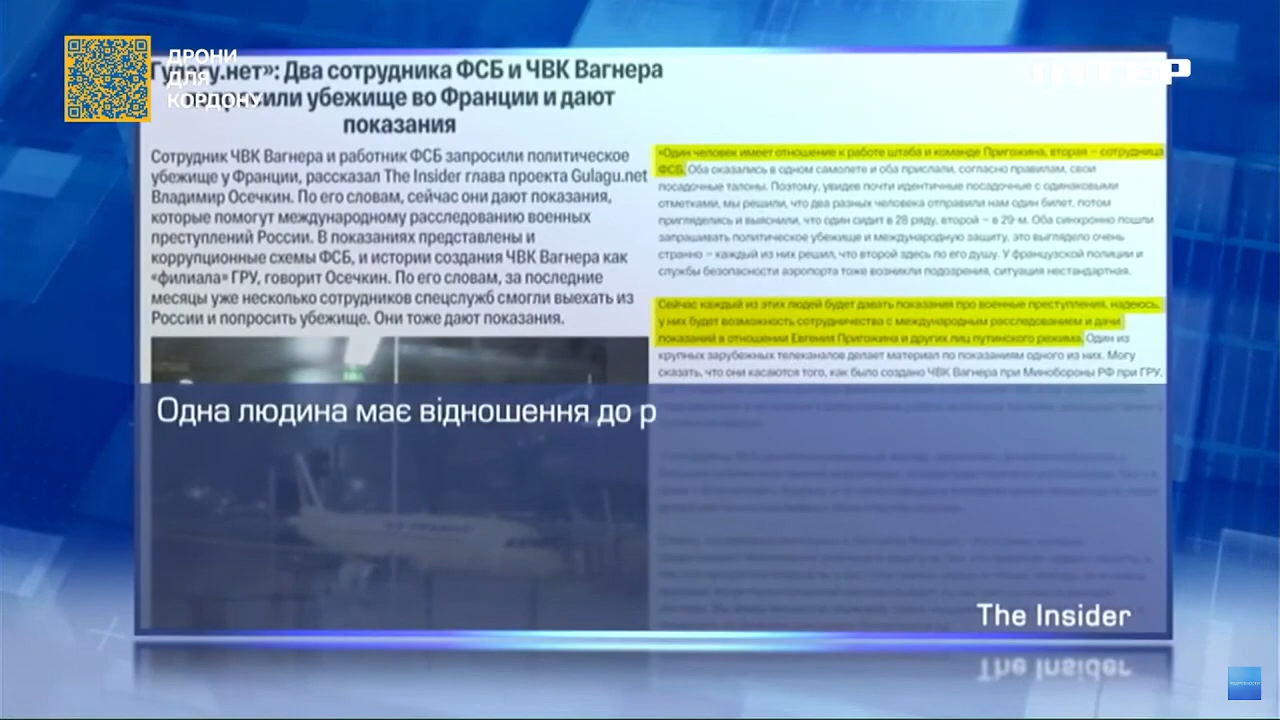 ДРОНИ
ДЛЯ
КОРДОНУ
Гулагу.нет»: Два сотрудника ФСБ и ЧВК Вагнера
убежище во Франции и дают
показания
Сотрудник ЧВК Вагнера и работник ФСБ запросили политическое
убежище у Франции, рассказал The Insider глава проекта Gulagu.net
Владимир Осечкин. По его словам, сейчас они дают показания,
которые помогут международному расследованию военных
преступлений России. В показаниях представлены и
коррупционные схемы ФСБ, и истории создания ЧВК Вагнера как
«филиала» ГРУ, говорит Осечкин. По его словам, за последние
месяцы уже несколько сотрудников спецслужб смогли выехать из
России и попросить убежище. Они тоже дают показания.
«Один человек имеет отношение к работе штаба и команде Пригожина, вторая – сотрудница
ФСБ. Оба оказались в одном самолете и оба прислали, согласно правилам, свои
посадочные талоны. Поэтому, увидев почти идентичные посадочные с одинаковыми
отметками, мы решили, что два разных человека отправили нам один билет, потом
пригляделись и выяснили, что один сидит в 28 ряду, второй – в 29-м. Оба синхронно пошли
запрашивать политическое убежище и международную защиту, это выглядело очень
странно – каждый из них решил, что второй здесь по его душу. У французской полиции и
службы безопасности аэропорта тоже возникли подозрения, ситуация нестандартная.
Сейчас каждый из этих людей будет давать показания про военные преступления, надеюсь,
у них будет возможность сотрудничества с международным расследованием и дачи
показаний в отношении Евгения Пригожина и других лиц путинского режима. Один из
крупных зарубежных телеканалов делает материал по показаниям одного из них. Могу
сказать, что они касаются того, как было создано ЧВК Вагнера при Минобороны РФ при ГРУ,
Одна людина має відношення до р
The Insider
ІНТЕР